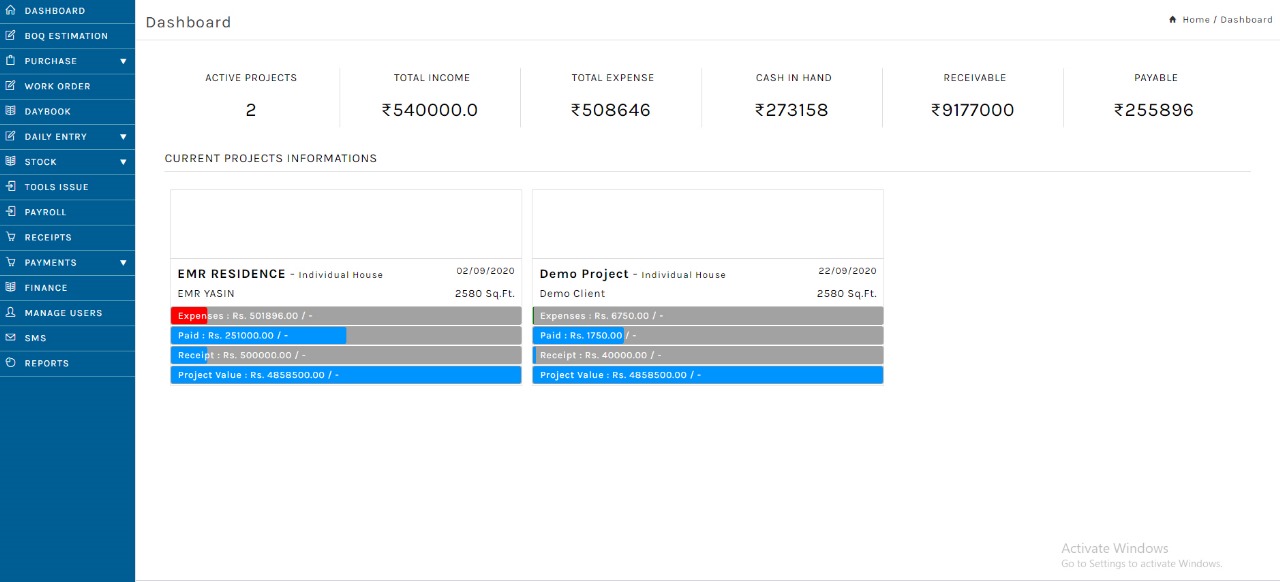 DASHBOARD
BOQ ESTIMATION
PURCHASE
WORK ORDER
DAYBOOK
DAILY ENTRY
STOCK
TOOLS ISSUE
PAYROLL
RECEIPTS
PAYMENTS
FINANCE
MANAGE USERS
SMS
REPORTS
Dashboard
Home / Dashboard
ACTIVE PROJECTS
2
TOTAL INCOME
₹540000.0
TOTAL EXPENSE
₹508646
CASH IN HAND
₹273158
RECEIVABLE
₹9177000
PAYABLE
₹255896
CURRENT PROJECTS INFORMATIONS
EMR RESIDENCE - Individual House 02/09/2020
EMR YASIN 2580 Sq.Ft.
Expenses : Rs. 501896.00 / -
Paid : Rs. 251000.00 / -
Receipt : Rs. 500000.00 / -
Project Value : Rs. 4858500.00 / -
Demo Project - Individual House 22/09/2020
Demo Client 2580 Sq.Ft.
Expenses : Rs. 6750.00 / -
Paid : Rs. 1750.00 / -
Receipt : Rs. 40000.00 / -
Project Value : Rs. 4858500.00 / -
Activate Windows
Go to Settings to activate Windows.